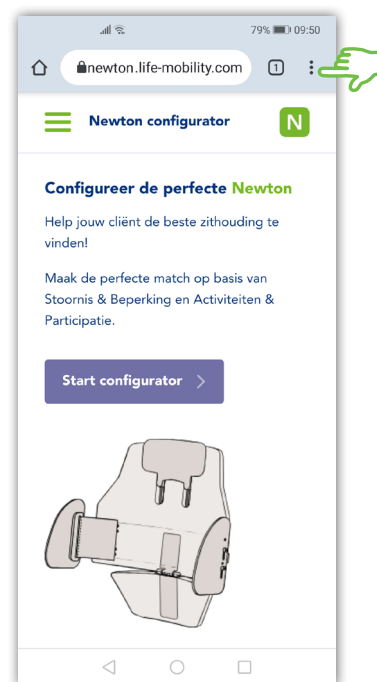 79% 09:50
newton.life-mobility.com 1
Newton configurator N
Configureer de perfecte Newton
Help jouw cliënt de beste zithouding te
vinden!
Maak de perfecte match op basis van
Stoornis & Beperking en Activiteiten &
Participatie.
Start configurator